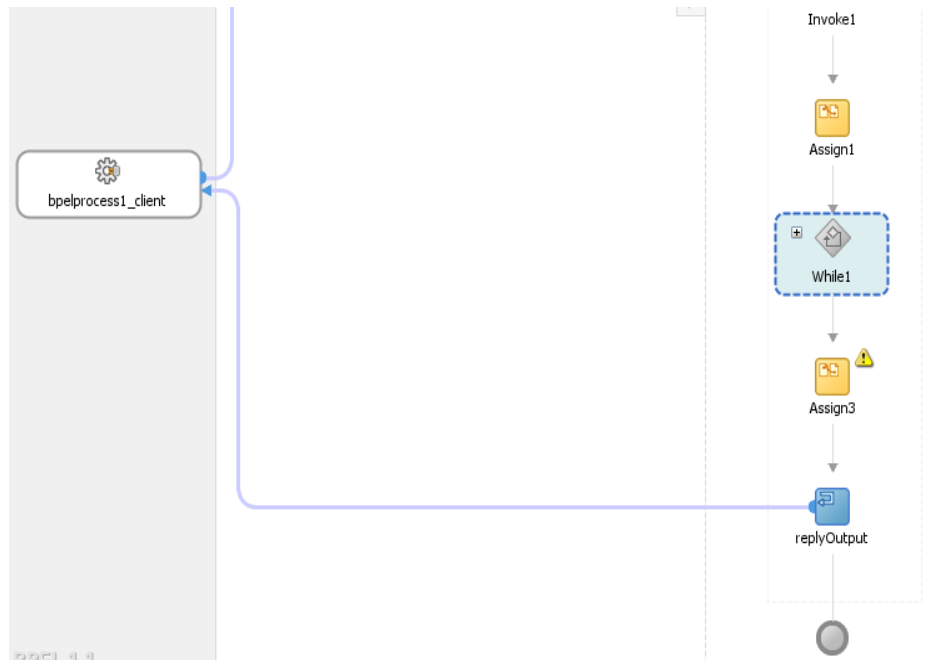 Invoke1
Assign1
bpelprocess1_client
While1
Assign3
replyOutput